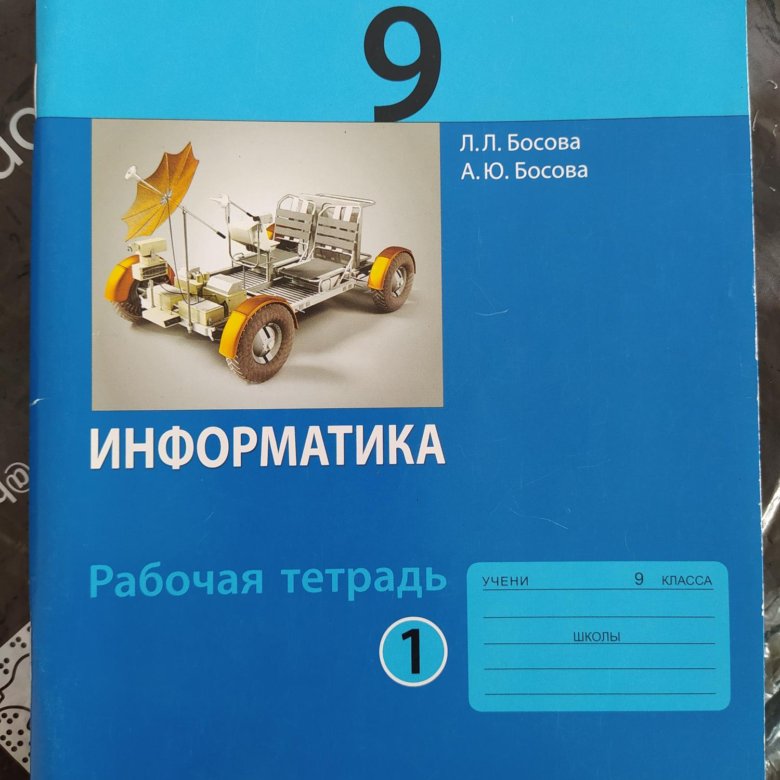 9
Л. Л. Босова
А. Ю. Босова
ИНФОРМАТИКА
Рабочая тетрадь
1
УЧЕНИ 9 КЛАССА
ШКОЛЫ